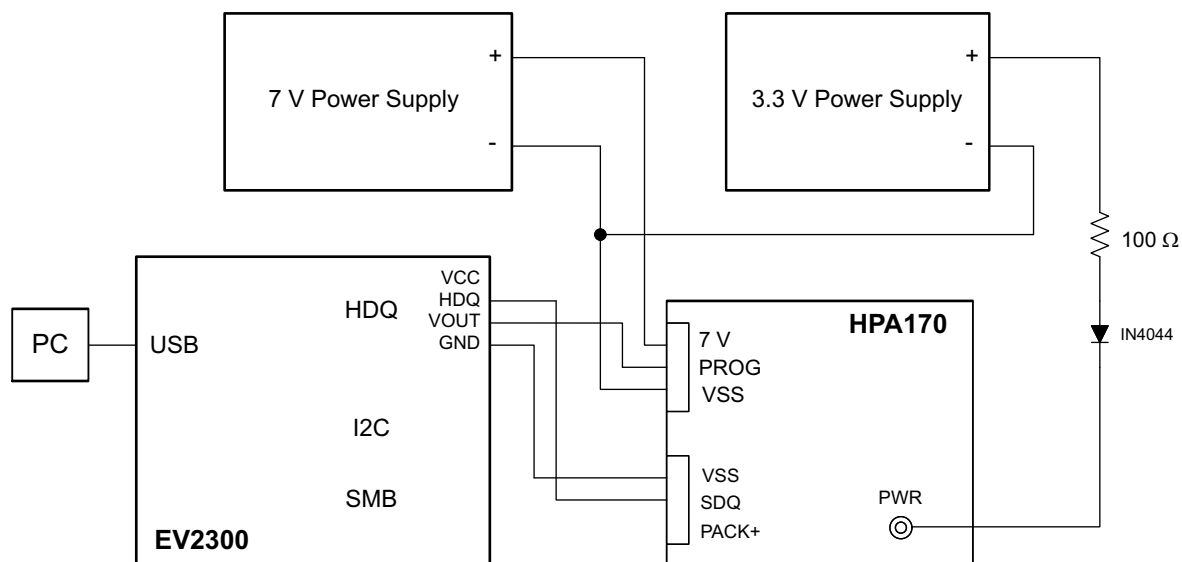 +
7 V Power Supply
-
+
3.3 V Power Supply
-
100 Ω
IN4044
PC
USB
HDQ
VCC
HDQ
VOUT
GND
I2C
SMB
EV2300
HPA170
7 V
PROG
VSS
VSS
SDQ
PACK+
PWR